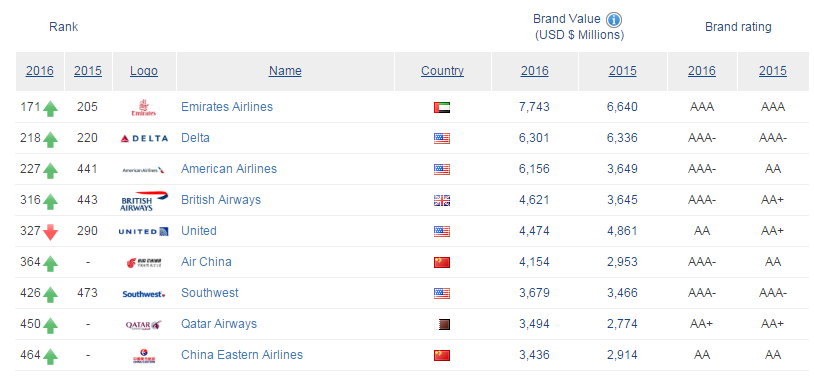 Rank Brand Value Brand rating
(USD $ Millions)
2016 2015 Logo Name Country 2016 2015 2016 2015
171 205 Emirates Emirates Airlines 7,743 6,640 AAA AAA
218 220 DELTA Delta 6,301 6,336 AAA- AAA-
227 441 AmericanAirlines American Airlines 6,156 3,649 AAA- AA
316 443 BRITISH AIRWAYS British Airways 4,621 3,645 AAA- AA+
327 290 UNITED United 4,474 4,861 AA AA+
364 - AIR CHINA Air China 4,154 2,953 AAA- AA
426 473 Southwest Southwest 3,679 3,466 AAA- AAA-
450 - QATAR Qatar Airways 3,494 2,774 AA+ AA+
464 - Ch​ina Eastern Airlines 3,436 2,914 AA AA